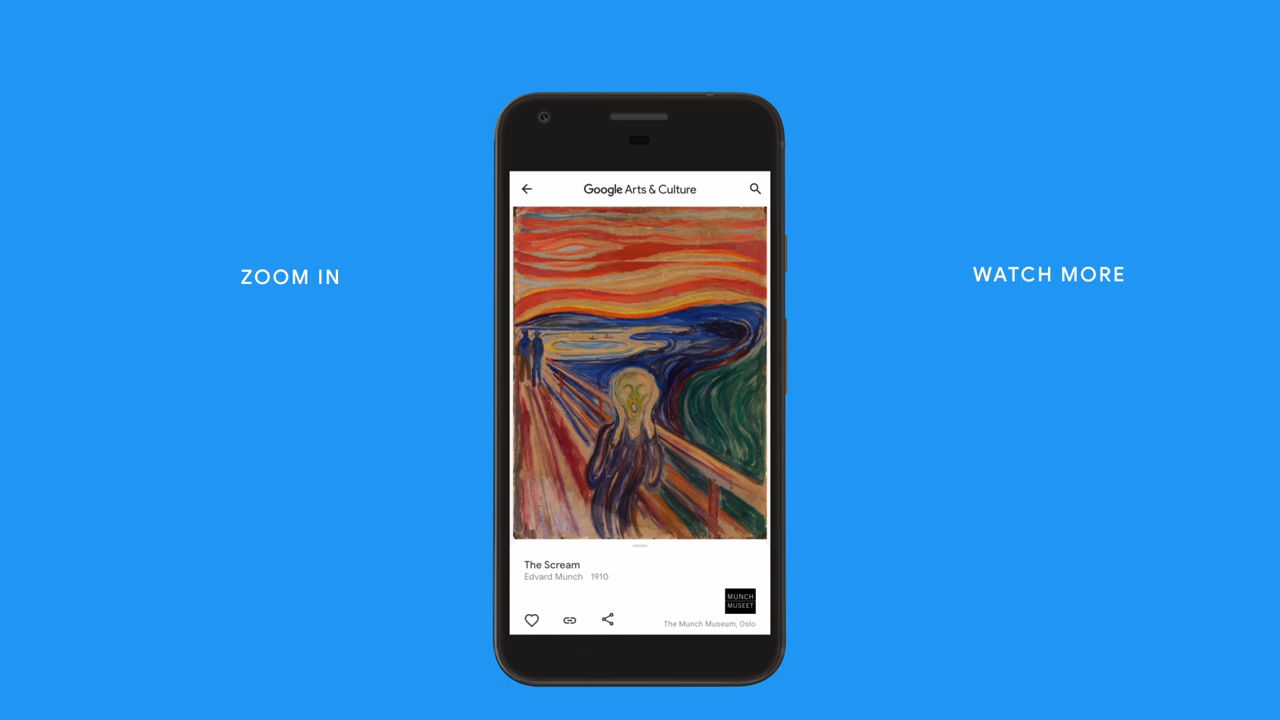 Google Arts & Culture
ZOOM IN
WATCH MORE
The Scream
Edvard Munch 1910
MUNCH
MUSEET
The Munch Museum, Oslo